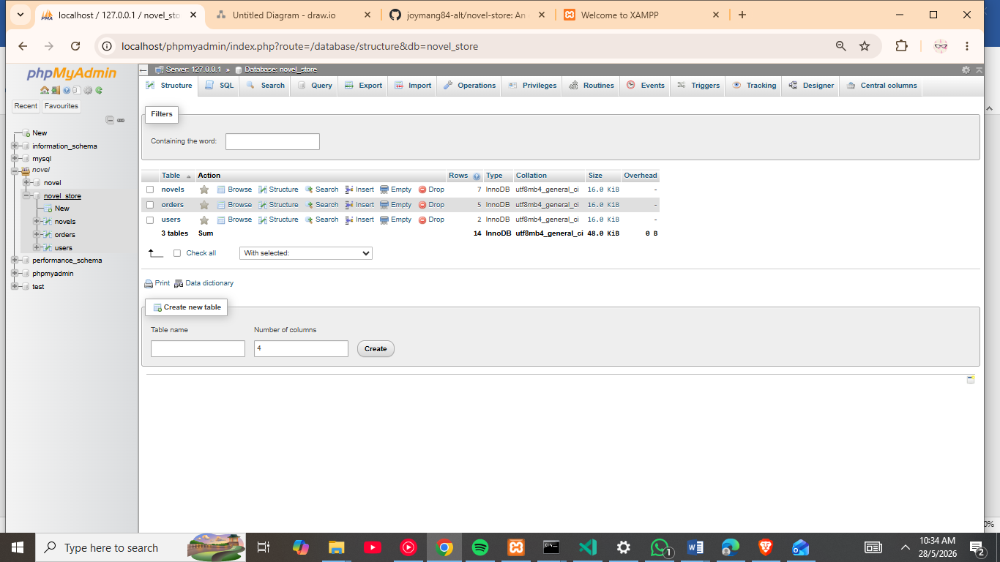 localhost / 127.0.0.1 / novel_sto
Untitled Diagram - draw.io
joymang84-alt/novel-store: An
Welcome to XAMPP
localhost/phpmyadmin/index.php?route=/database/structure&db=novel_store
phpMyAdmin
Recent Favourites
New
information_schema
mysql
novel
novel
novel_store
New
novels
orders
users
performance_schema
phpmyadmin
test
Server: 127.0.0.1 » Database: novel_store
Structure SQL Search Query Export Import Operations Privileges Routines Events Triggers Tracking Designer Central columns
Filters
Containing the word:
Table Action Rows Type Collation Size Overhead
novels Browse Structure Search Insert Empty Drop 7 InnoDB utf8mb4_general_ci 16.0 KiB -
orders Browse Structure Search Insert Empty Drop 5 InnoDB utf8mb4_general_ci 16.0 KiB -
users Browse Structure Search Insert Empty Drop 2 InnoDB utf8mb4_general_ci 16.0 KiB -
3 tables Sum 14 InnoDB utf8mb4_general_ci 48.0 KiB 0 B
Check all With selected:
Print Data dictionary
Create new table
Table name Number of columns
4 Create
0%
Type here to search
1
10:34 AM
28/5/2026
2